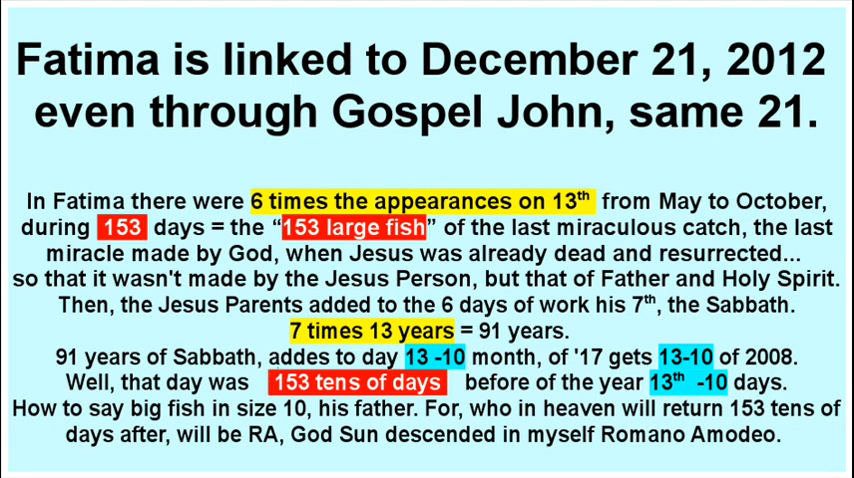 Fatima is linked to December 21, 2012
even through Gospel John, same 21.
In Fatima there were 6 times the appearances on 13th from May to October,
during 153 days = the “153 large fish” of the last miraculous catch, the last
miracle made by God, when Jesus was already dead and resurrected...
so that it wasn't made by the Jesus Person, but that of Father and Holy Spirit.
Then, the Jesus Parents added to the 6 days of work his 7th, the Sabbath.
7 times 13 years = 91 years.
91 years of Sabbath, addes to day 13 -10 month, of '17 gets 13-10 of 2008.
Well, that day was 153 tens of days before of the year 13th -10 days.
How to say big fish in size 10, his father. For, who in heaven will return 153 tens of
days after, will be RA, God Sun descended in myself Romano Amodeo.